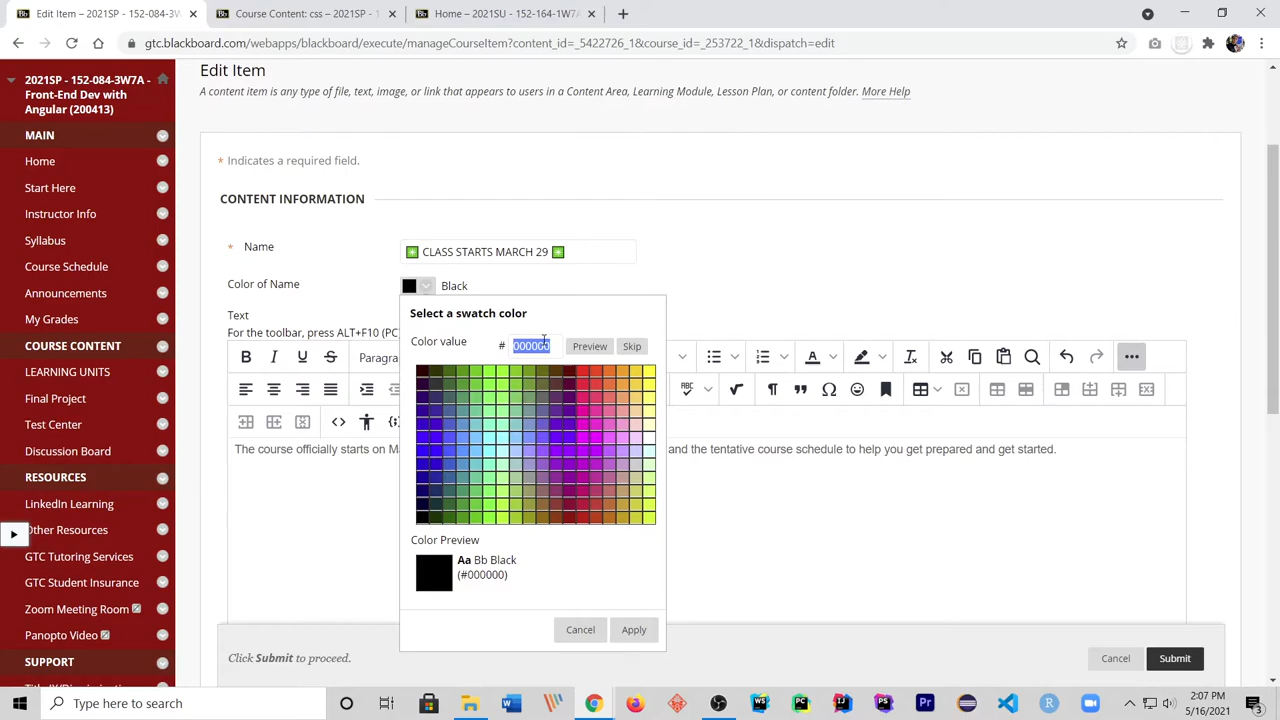 Edit Item – 2021SP – 152-084-3W
Course Content: css – 2021SP –
Home – 2021SU – 152-164-1W7A
gtc.blackboard.com/webapps/blackboard/execute/manageCourseItem?content_id=_5422726_1&course_id=_253722_1&dispatch=edit
2021SP - 152-084-3W7A -
Front-End Dev with
Angular (200413)
MAIN
Home
Start Here
Instructor Info
Syllabus
Course Schedule
Announcements
My Grades
COURSE CONTENT
LEARNING UNITS
Final Project
Test Center
Discussion Board
RESOURCES
LinkedIn Learning
Other Resources
GTC Tutoring Services
GTC Student Insurance
Zoom Meeting Room
Panopto Video
SUPPORT
Edit Item
A content item is any type of file, text, image, or link that appears to users in a Content Area, Learning Module, Lesson Plan, or content folder. More Help
* Indicates a required field.
CONTENT INFORMATION
* Name
CLASS STARTS MARCH 29
Color of Name
Black
Text
For the toolbar, press ALT+F10 (PC)
Paragra
The course officially starts on M
and the tentative course schedule to help you get prepared and get started.
Select a swatch color
Color value
# 000000
Preview
Skip
Color Preview
Aa Bb Black
(#000000)
Cancel
Apply
Click Submit to proceed.
Cancel
Submit
Type here to search
2:07 PM
5/16/2021
3